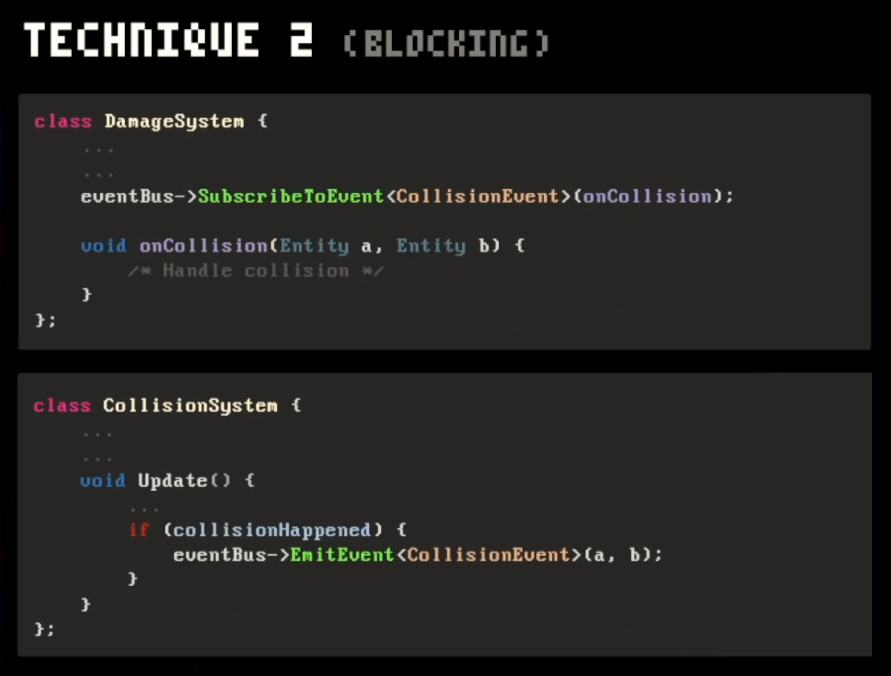 TECHNIQUE 2 (BLOCKING)
class DamageSystem {
...
...
eventBus->SubscribeToEvent<CollisionEvent>(onCollision);
void onCollision(Entity a, Entity b) {
/* Handle collision */
}
};
class CollisionSystem {
...
...
void Update() {
...
if (collisionHappened) {
eventBus->EmitEvent<CollisionEvent>(a, b);
}
}
};